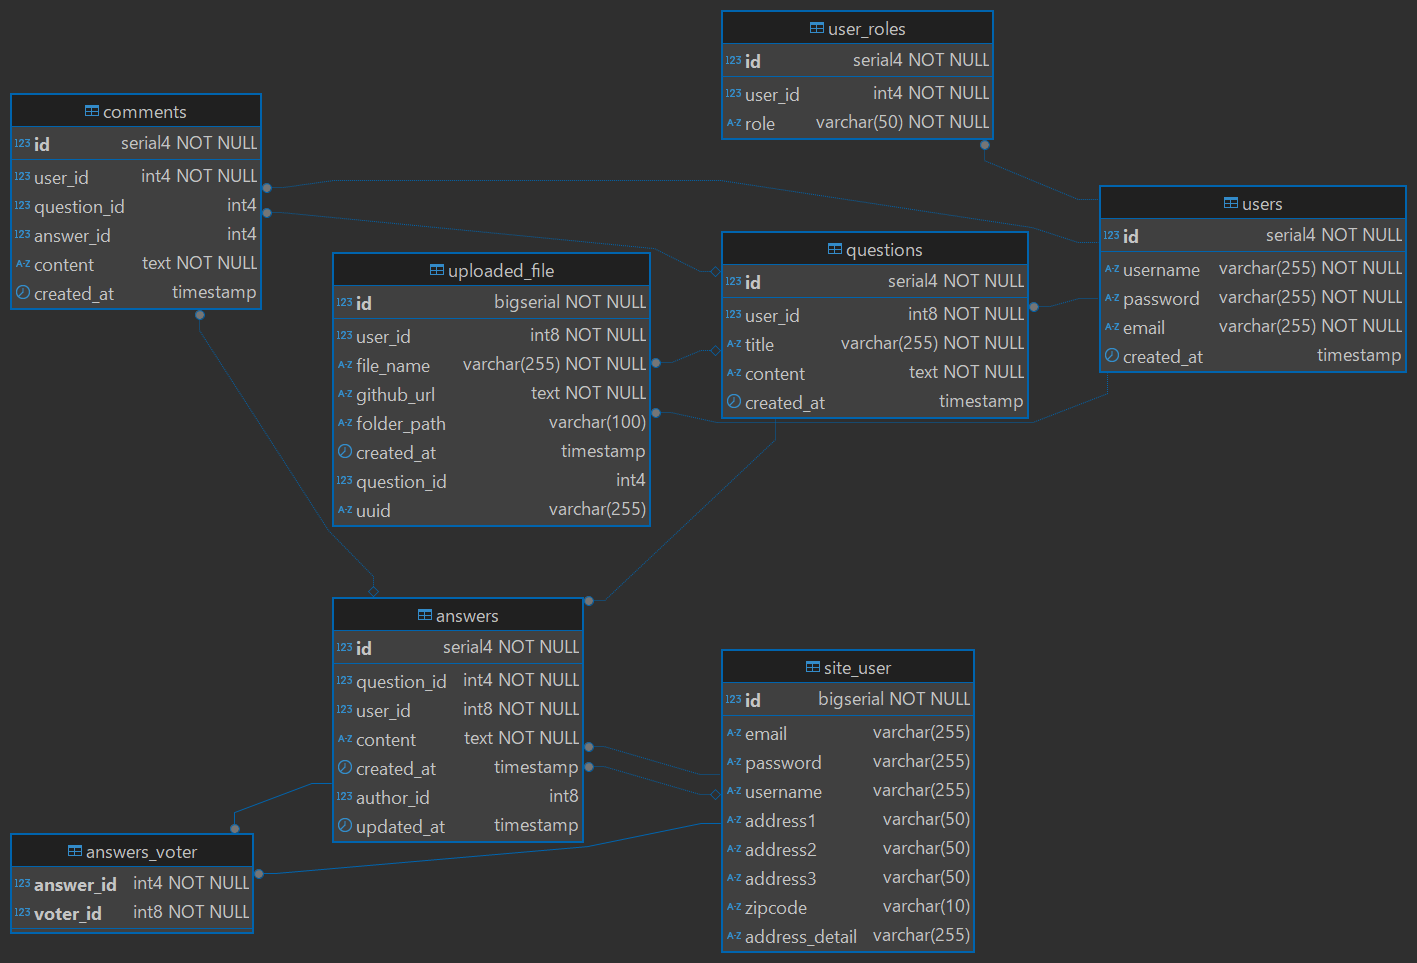 user_roles
123 id serial4 NOT NULL
123 user_id int4 NOT NULL
A-Z role varchar(50) NOT NULL
comments
123 id serial4 NOT NULL
123 user_id int4 NOT NULL
123 question_id int4
123 answer_id int4
A-Z content text NOT NULL
created_at timestamp
users
123 id serial4 NOT NULL
A-Z username varchar(255) NOT NULL
A-Z password varchar(255) NOT NULL
A-Z email varchar(255) NOT NULL
created_at timestamp
questions
123 id serial4 NOT NULL
123 user_id int8 NOT NULL
A-Z title varchar(255) NOT NULL
A-Z content text NOT NULL
created_at timestamp
uploaded_file
123 id bigserial NOT NULL
123 user_id int8 NOT NULL
A-Z file_name varchar(255) NOT NULL
A-Z github_url text NOT NULL
A-Z folder_path varchar(100)
created_at timestamp
123 question_id int4
A-Z uuid varchar(255)
answers
123 id serial4 NOT NULL
123 question_id int4 NOT NULL
123 user_id int8 NOT NULL
A-Z content text NOT NULL
created_at timestamp
123 author_id int8
updated_at timestamp
site_user
123 id bigserial NOT NULL
A-Z email varchar(255)
A-Z password varchar(255)
A-Z username varchar(255)
A-Z address1 varchar(50)
A-Z address2 varchar(50)
A-Z address3 varchar(50)
A-Z zipcode varchar(10)
A-Z address_detail varchar(255)
answers_voter
123 answer_id int4 NOT NULL
123 voter_id int8 NOT NULL